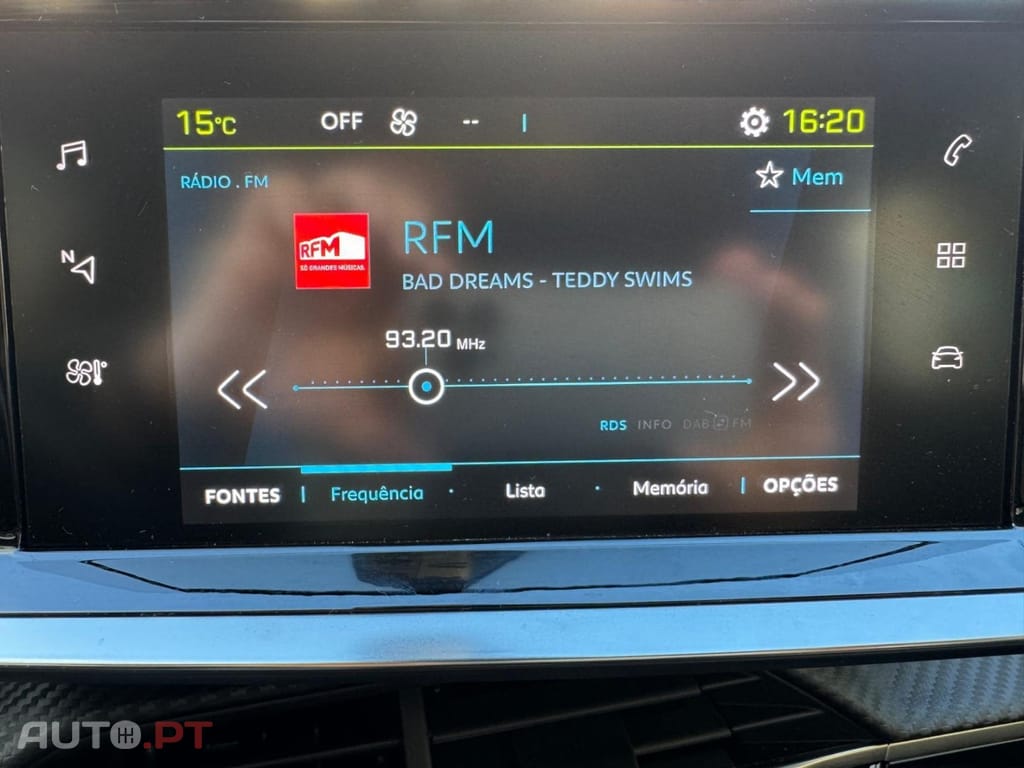 15°C OFF -- 16:20
RÁDIO . FM
Mem
RFM
SÓ GRANDES MÚSICAS.
RFM
BAD DREAMS - TEDDY SWIMS
93.20 MHz
RDS INFO DAB FM
FONTES Frequência Lista Memória OPÇÕES
N
AUTO.PT